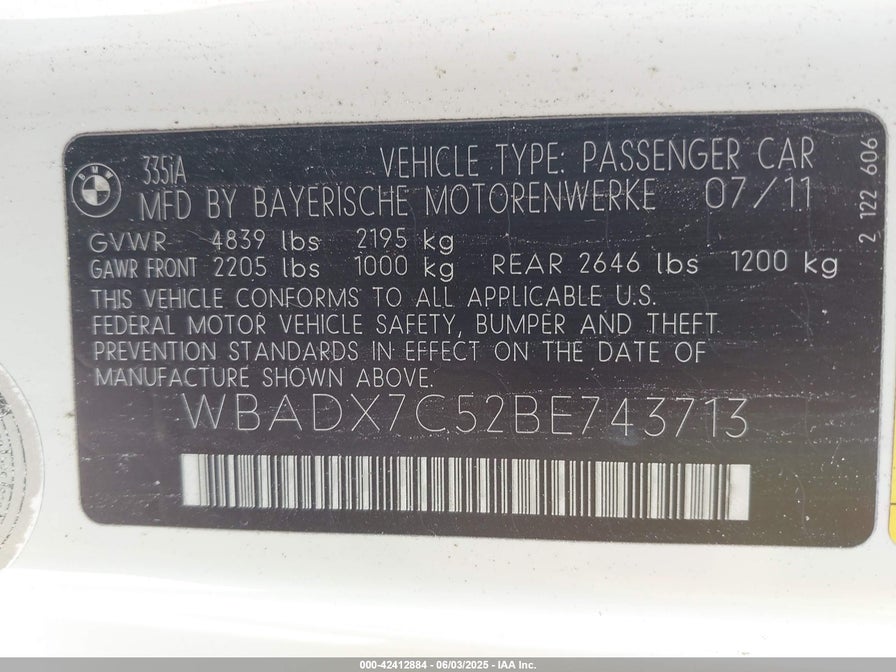 BMW
335iA VEHICLE TYPE: PASSENGER CAR
MFD BY BAYERISCHE MOTORENWERKE 07/11
GVWR 4839 lbs 2195 kg
GAWR FRONT 2205 lbs 1000 kg REAR 2646 lbs 1200 kg
THIS VEHICLE CONFORMS TO ALL APPLICABLE U.S.
FEDERAL MOTOR VEHICLE SAFETY, BUMPER AND THEFT
PREVENTION STANDARDS IN EFFECT ON THE DATE OF
MANUFACTURE SHOWN ABOVE.
WBADX7C52BE743713
2 122 606
000-42412884 | 06/03/2025 - IAA Inc.